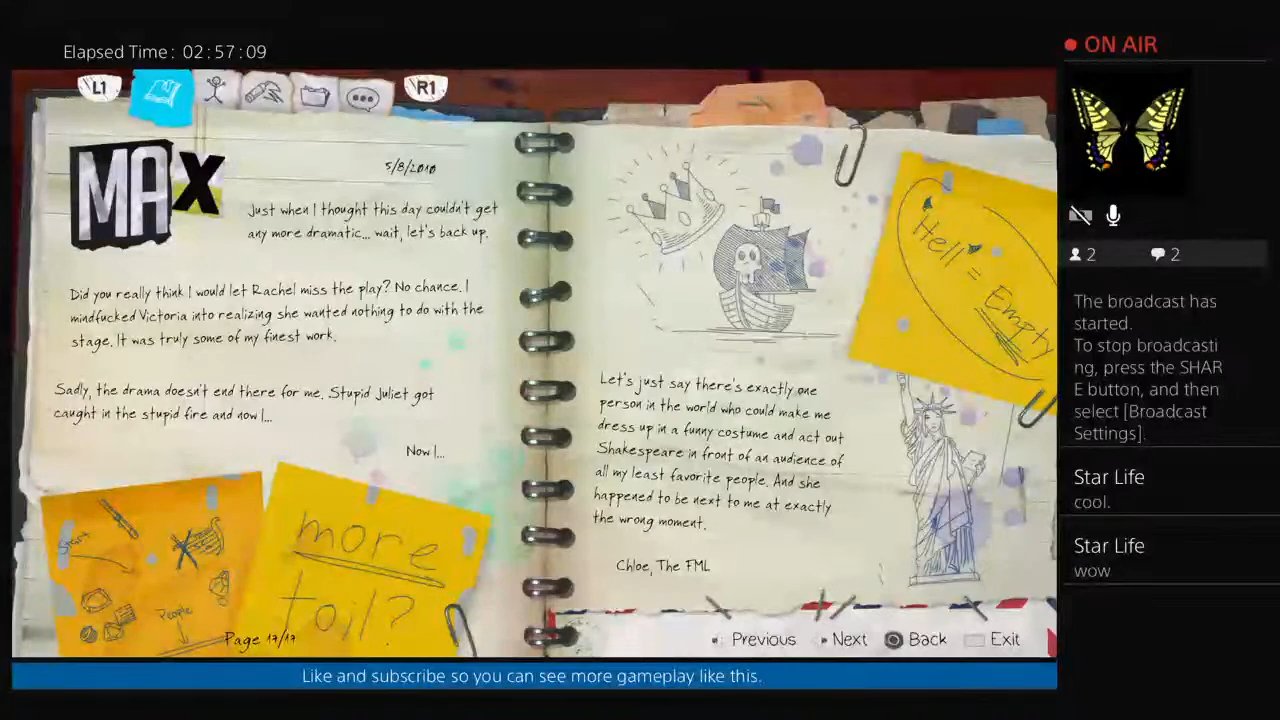 Elapsed Time: 02:57:09
ON AIR
L1
R1
MAX
5/8/2010
Just when I thought this day couldn't get
any more dramatic... wait, let's back up.
Did you really think I would let Rachel miss the play? No chance. I
mindfucked Victoria into realizing she wanted nothing to do with the
stage. It was truly some of my finest work.
Sadly, the drama doesn't end there for me. Stupid Juliet got
caught in the stupid fire and now I...
Now I...
Start
People
more
toil?
Page 17/17
Hell = Empty
Let's just say there's exactly one
person in the world who could make me
dress up in a funny costume and act out
Shakespeare in front of an audience of
all my least favorite people. And she
happened to be next to me at exactly
the wrong moment.
Chloe, The FML
Previous
Next
Back
Exit
Like and subscribe so you can see more gameplay like this.
2
2
The broadcast has
started.
To stop broadcasti
ng, press the SHAR
E button, and then
select [Broadcast
Settings].
Star Life
cool.
Star Life
wow